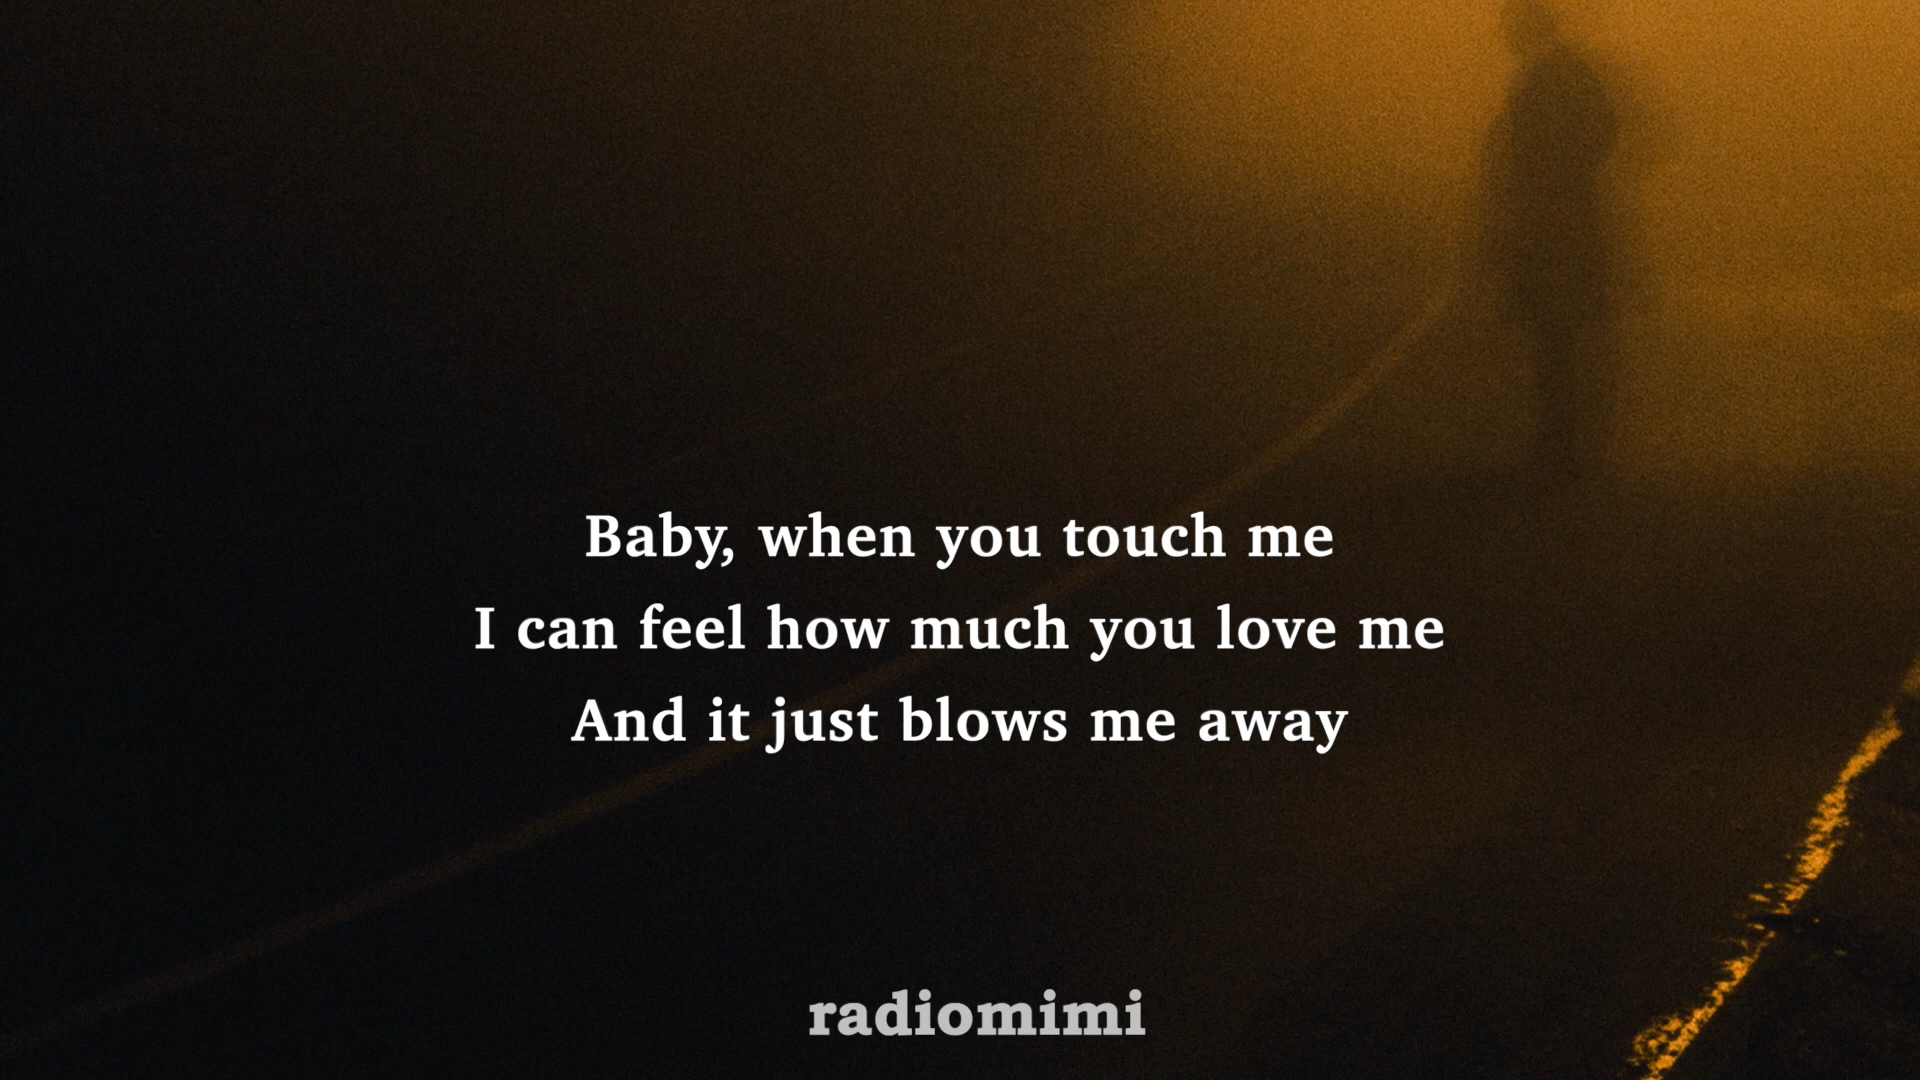 Baby, when you touch me
I can feel how much you love me
And it just blows me away
radiomimi